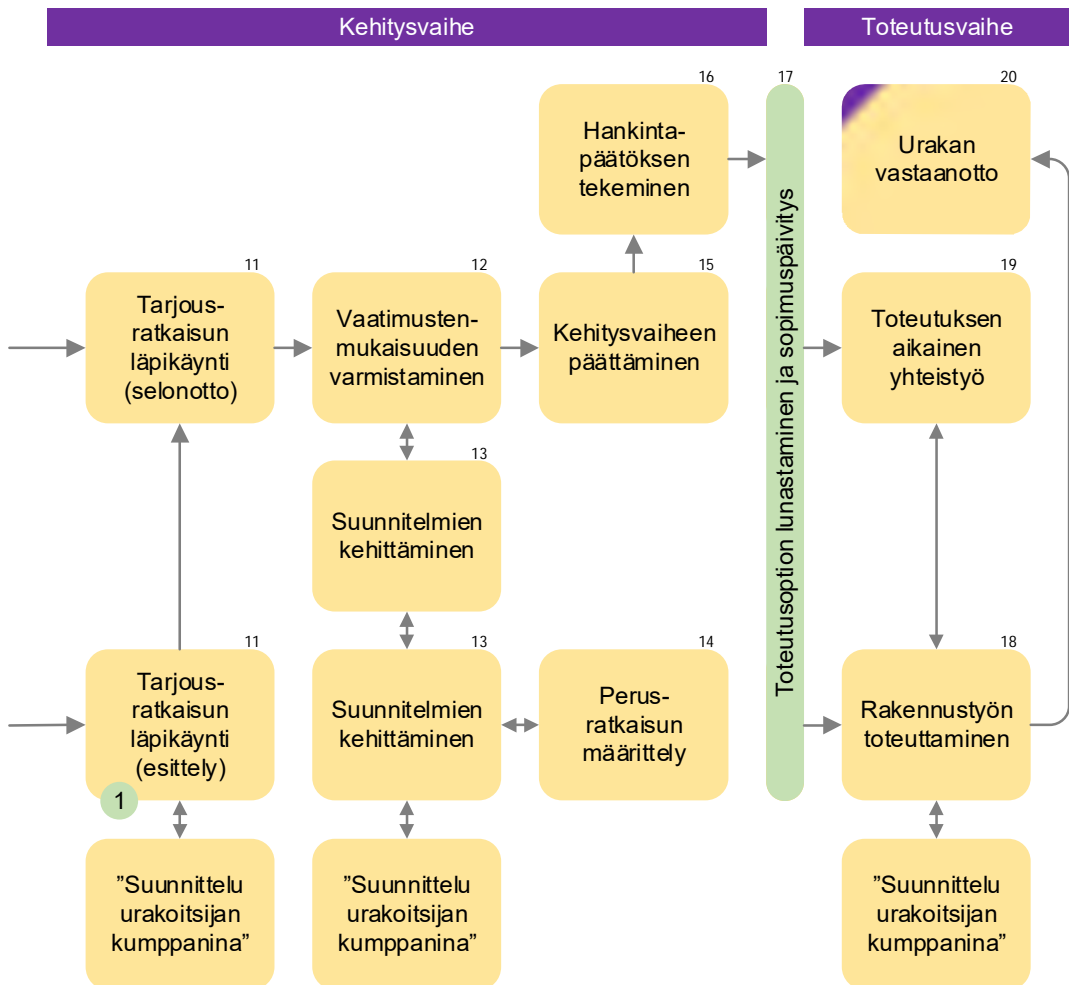 Kehitysvaihe
Toteutusvaihe
16
Hankinta-
päätöksen
tekeminen
17
Toteutusoption lunastaminen ja sopimuspäivitys
20
Urakan
vastaanotto
11
Tarjous-
ratkaisun
läpikäynti
(selonotto)
12
Vaatimusten-
mukaisuuden
varmistaminen
15
Kehitysvaiheen
päättäminen
19
Toteutuksen
aikainen
yhteistyö
13
Suunnitelmien
kehittäminen
11
Tarjous-
ratkaisun
läpikäynti
(esittely)
1
13
Suunnitelmien
kehittäminen
14
Perus-
ratkaisun
määrittely
18
Rakennustyön
toteuttaminen
”Suunnittelu
urakoitsijan
kumppanina”
”Suunnittelu
urakoitsijan
kumppanina”
”Suunnittelu
urakoitsijan
kumppanina”